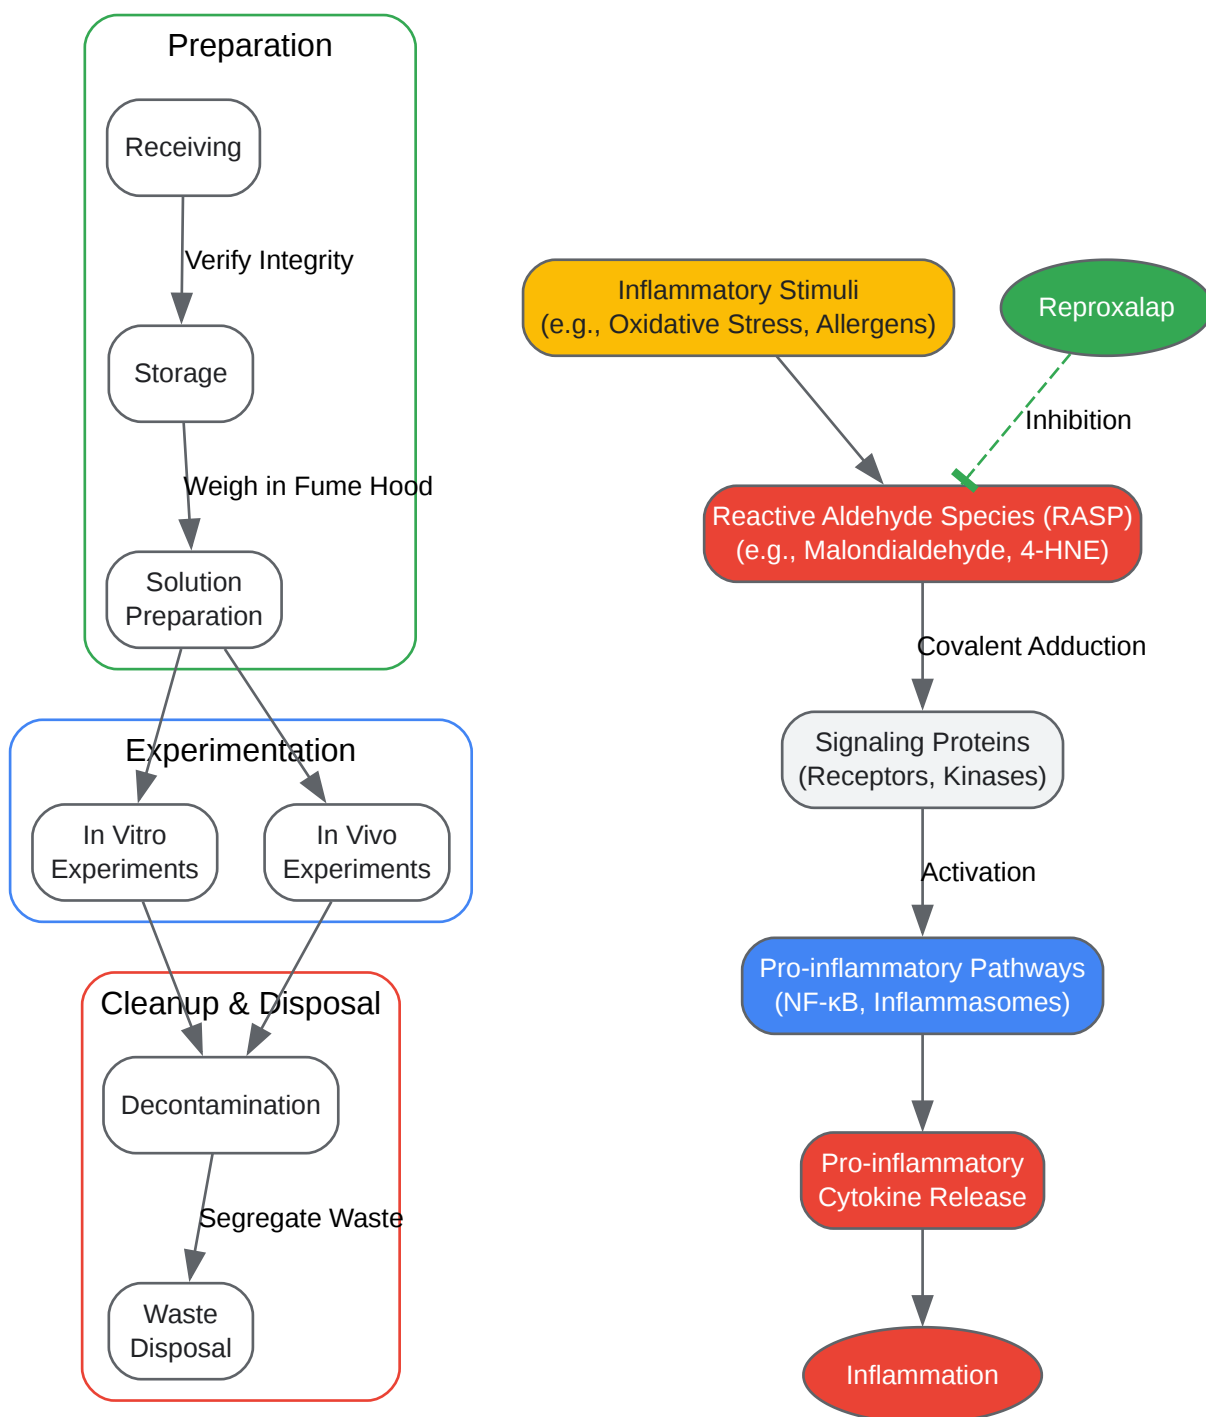 Preparation
Receiving
Verify Integrity
Storage
Weigh in Fume Hood
Solution
Preparation
Experimentation
In Vitro
Experiments
In Vivo
Experiments
Cleanup & Disposal
Decontamination
Segregate Waste
Waste
Disposal
Inflammatory Stimuli
(e.g., Oxidative Stress, Allergens)
Reproxalap
Inhibition
Reactive Aldehyde Species (RASP)
(e.g., Malondialdehyde, 4-HNE)
Covalent Adduction
Signaling Proteins
(Receptors, Kinases)
Activation
Pro-inflammatory Pathways
(NF-κB, Inflammasomes)
Pro-inflammatory
Cytokine Release
Inflammation